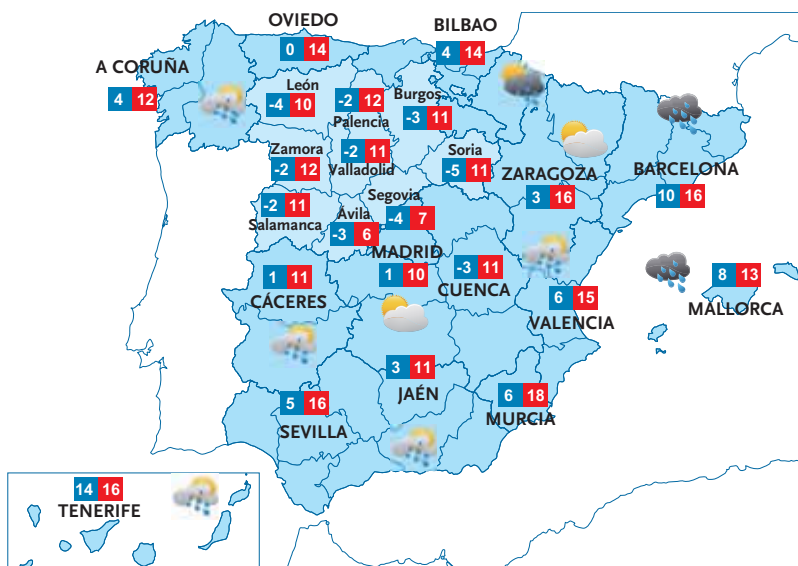 OVIEDO
0 14
BILBAO
4 14
A CORUÑA
4 12
León
-4 10
-2 12
Palencia
Burgos
-3 11
Zamora
-2 12
-2 11
Valladolid
Soria
-5 11
ZARAGOZA
3 16
BARCELONA
10 16
-2 11
Salamanca
Segovia
-4 7
Ávila
-3 6
MADRID
1 10
-3 11
CUENCA
1 11
CÁCERES
6 15
VALENCIA
8 13
MALLORCA
3 11
JAÉN
5 16
SEVILLA
6 18
MURCIA
14 16
TENERIFE